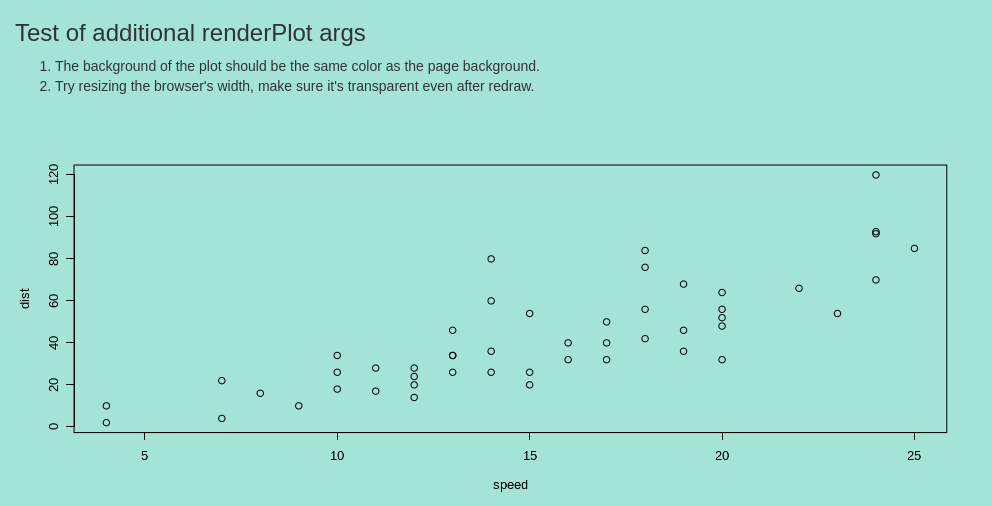 Test of additional renderPlot args
1. The background of the plot should be the same color as the page background.
2. Try resizing the browser's width, make sure it's transparent even after redraw.
120
100
80
60
40
20
0
dist
5 10 15 20 25
speed